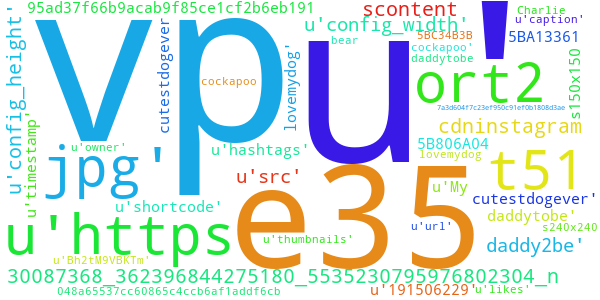 95ad37f66b9acab9f85ce1cf2b6eb191
scontent
Charlie
u'config_height'
vp
u'
u'config_width'
u'caption'
cutestdogever
lovemydog'
bear
5BC34B3B
5BA13361
cockapoo'
daddytobe
cockapoo
ort2
s150x150
7a3d604f7c23ef950c91ef0b1808d3ae
u'timestamp'
cdninstagram
u'owner'
jpg'
u'hashtags'
5B806A04
lovemydog
t51
u'src'
e35
u'My
u'shortcode'
cutestdogever'
u'https
daddytobe'
u'url'
s240x240
u'thumbnails'
daddy2be'
u'Bh2tM9VBKTm'
30087368_362396844275180_5535230795976802304_n
048a65537cc60865c4ccb6af1addf6cb
u'191506229'
u'likes'